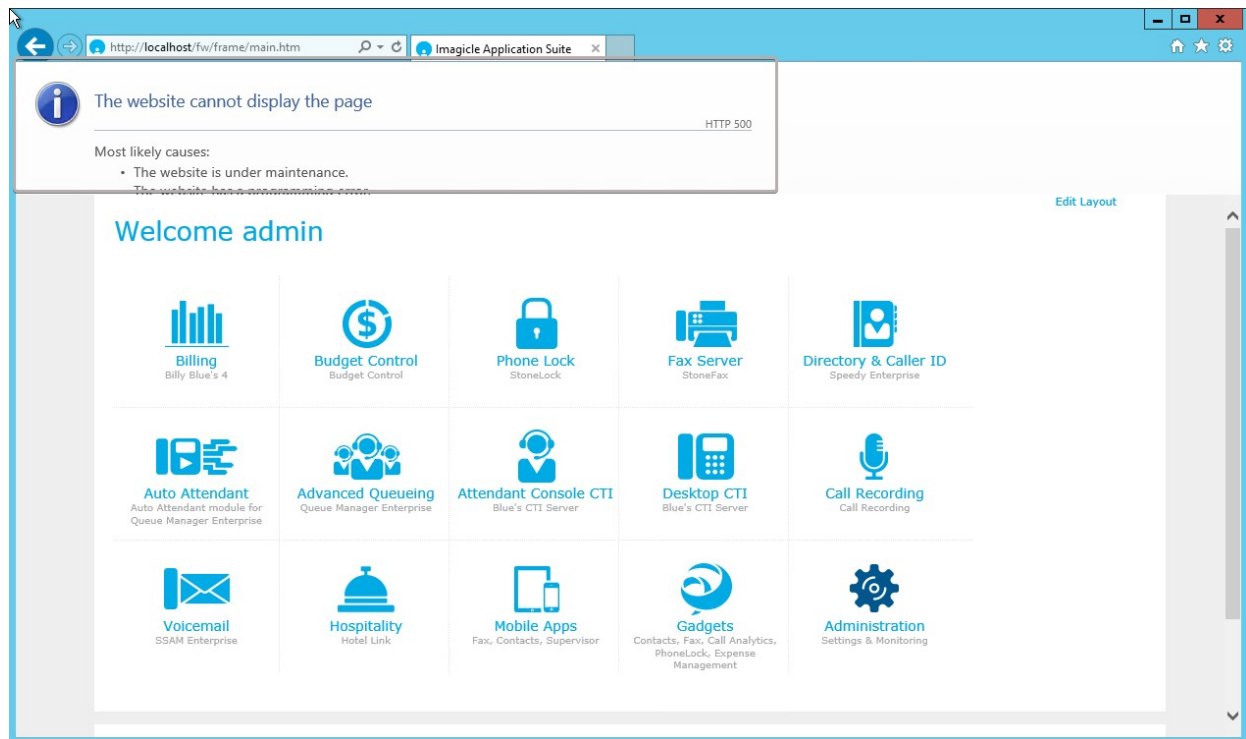 http://localhost/fw/frame/main.htm
Imagicle Application Suite
The website cannot display the page
HTTP 500
Most likely causes:
• The website is under maintenance.
• The website has a programming error.
Edit Layout
Welcome admin
Billing
Billy Blue's 4
Budget Control
Budget Control
Phone Lock
StoneLock
Fax Server
StoneFax
Directory & Caller ID
Speedy Enterprise
Auto Attendant
Auto Attendant module for
Queue Manager Enterprise
Advanced Queueing
Queue Manager Enterprise
Attendant Console CTI
Blue's CTI Server
Desktop CTI
Blue's CTI Server
Call Recording
Call Recording
Voicemail
SSAM Enterprise
Hospitality
Hotel Link
Mobile Apps
Fax, Contacts, Supervisor
Gadgets
Contacts, Fax, Call Analytics,
PhoneLock, Expense
Management
Administration
Settings & Monitoring